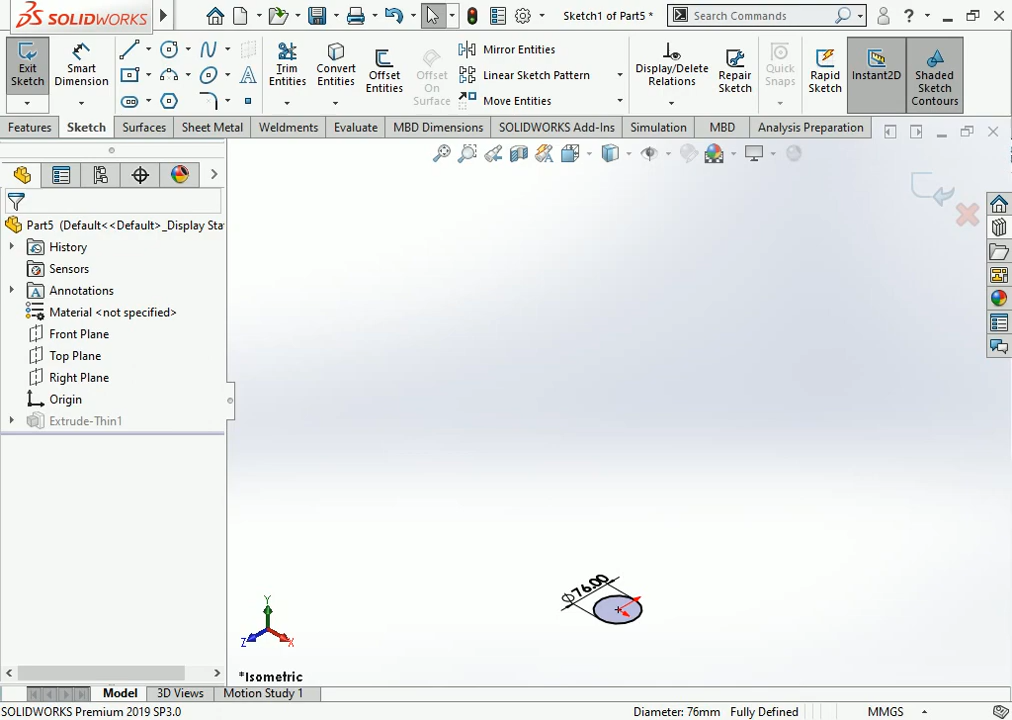 SOLIDWORKS
Sketch1 of Part5 *
Search Commands
?
Exit Sketch
Smart Dimension
Trim Entities
Convert Entities
Offset Entities
Offset On Surface
Mirror Entities
Linear Sketch Pattern
Move Entities
Display/Delete Relations
Repair Sketch
Quick Snaps
Rapid Sketch
Instant2D
Shaded Sketch Contours
Features
Sketch
Surfaces
Sheet Metal
Weldments
Evaluate
MBD Dimensions
SOLIDWORKS Add-Ins
Simulation
MBD
Analysis Preparation
Part5 (Default<<Default>_Display Sta
History
Sensors
Annotations
Material <not specified>
Front Plane
Top Plane
Right Plane
Origin
Extrude-Thin1
Φ76.00
Y
Z
X
*Isometric
Model
3D Views
Motion Study 1
SOLIDWORKS Premium 2019 SP3.0
Diameter: 76mm
Fully Defined
MMGS